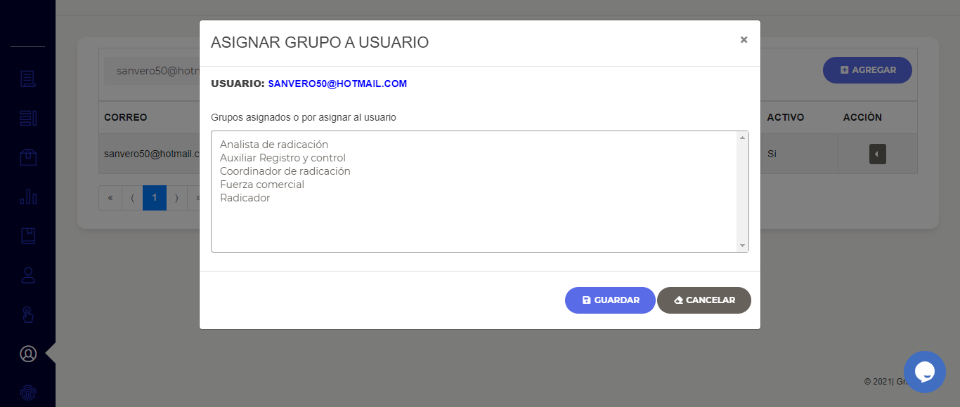 ASIGNAR GRUPO A USUARIO
×
USUARIO: SANVERO50@HOTMAIL.COM
Grupos asignados o por asignar al usuario
Analista de radicación
Auxiliar Registro y control
Coordinador de radicación
Fuerza comercial
Radicador
GUARDAR
CANCELAR
sanvero50@hotm
AGREGAR
CORREO
ACTIVO
ACCIÓN
sanvero50@hotmail.c
Si
« ⟨ 1 ⟩
© 2021|